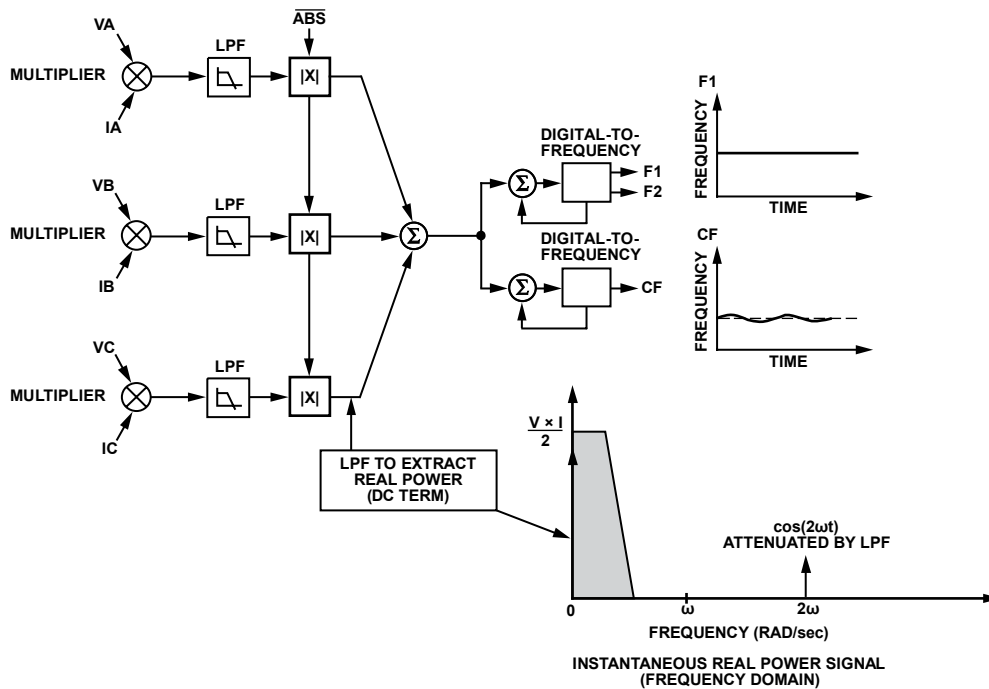 VA
ABS
LPF
MULTIPLIER
|X|
IA
VB
LPF
MULTIPLIER
|X|
IB
VC
LPF
MULTIPLIER
|X|
IC
Σ
DIGITAL-TO-
FREQUENCY
Σ
F1
F2
DIGITAL-TO-
FREQUENCY
Σ
CF
F1
FREQUENCY
TIME
CF
FREQUENCY
TIME
LPF TO EXTRACT
REAL POWER
(DC TERM)
V × I
2
cos(2ωt)
ATTENUATED BY LPF
0
ω
2ω
FREQUENCY (RAD/sec)
INSTANTANEOUS REAL POWER SIGNAL
(FREQUENCY DOMAIN)